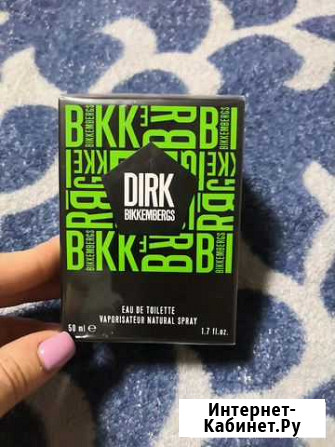 DIRK
BIKKEMBERGS
EAU DE TOILETTE
VAPORISATEUR NATURAL SPRAY
50 ml e 1.7 fl.oz.
Интернет-
Кабинет.Ру